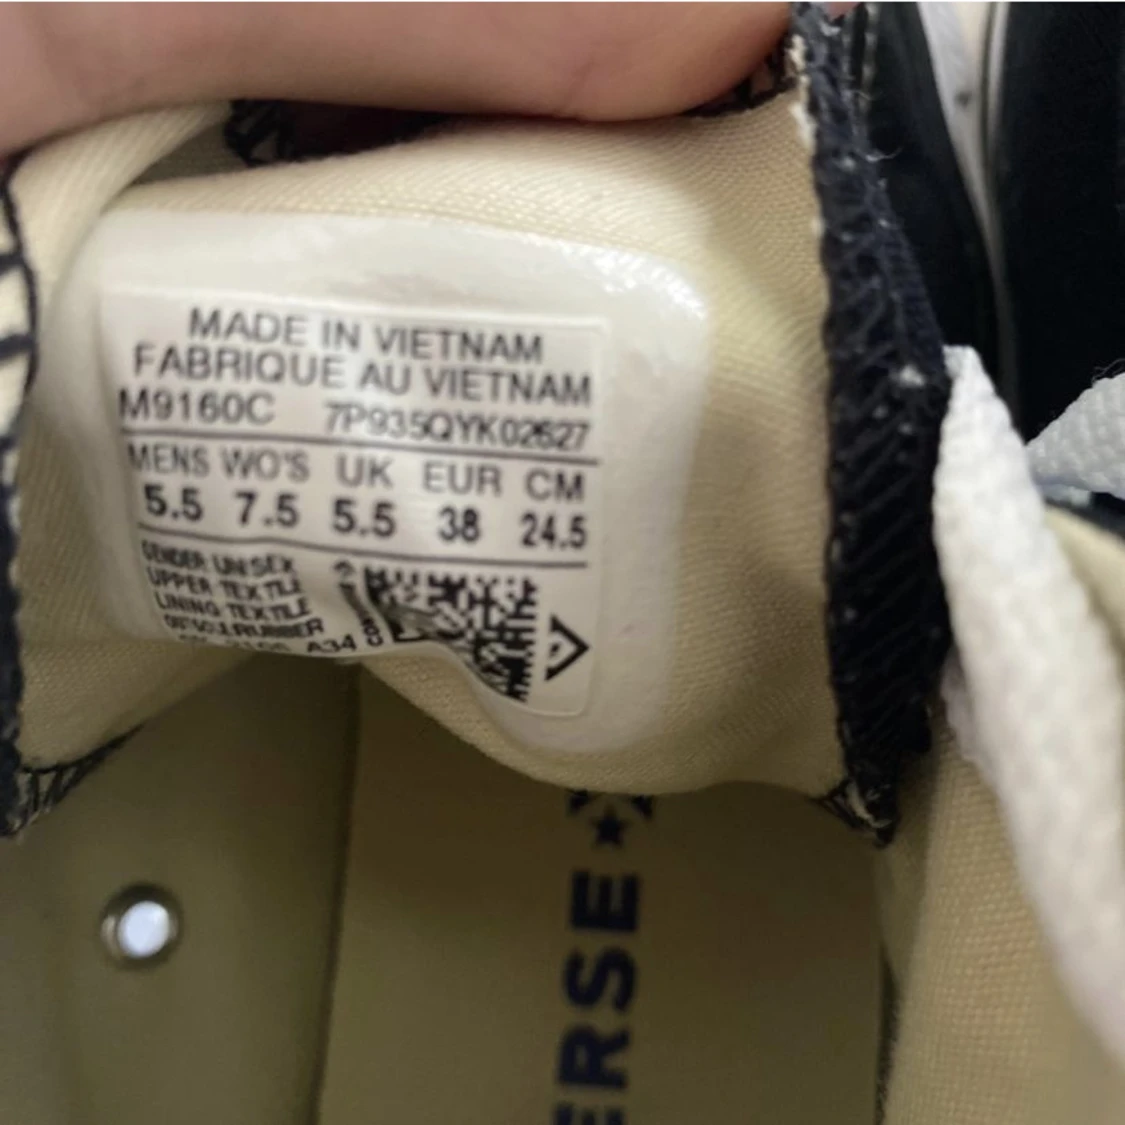 MADE IN VIETNAM
FABRIQUE AU VIETNAM
M9160C 7P935QYK02627
MENS WO'S UK EUR CM
5.5 7.5 5.5 38 24.5
GENDER UNISEX
UPPER TEXTILE
LINING TEXTILE
OUTSOLE RUBBER
A34
ERSE